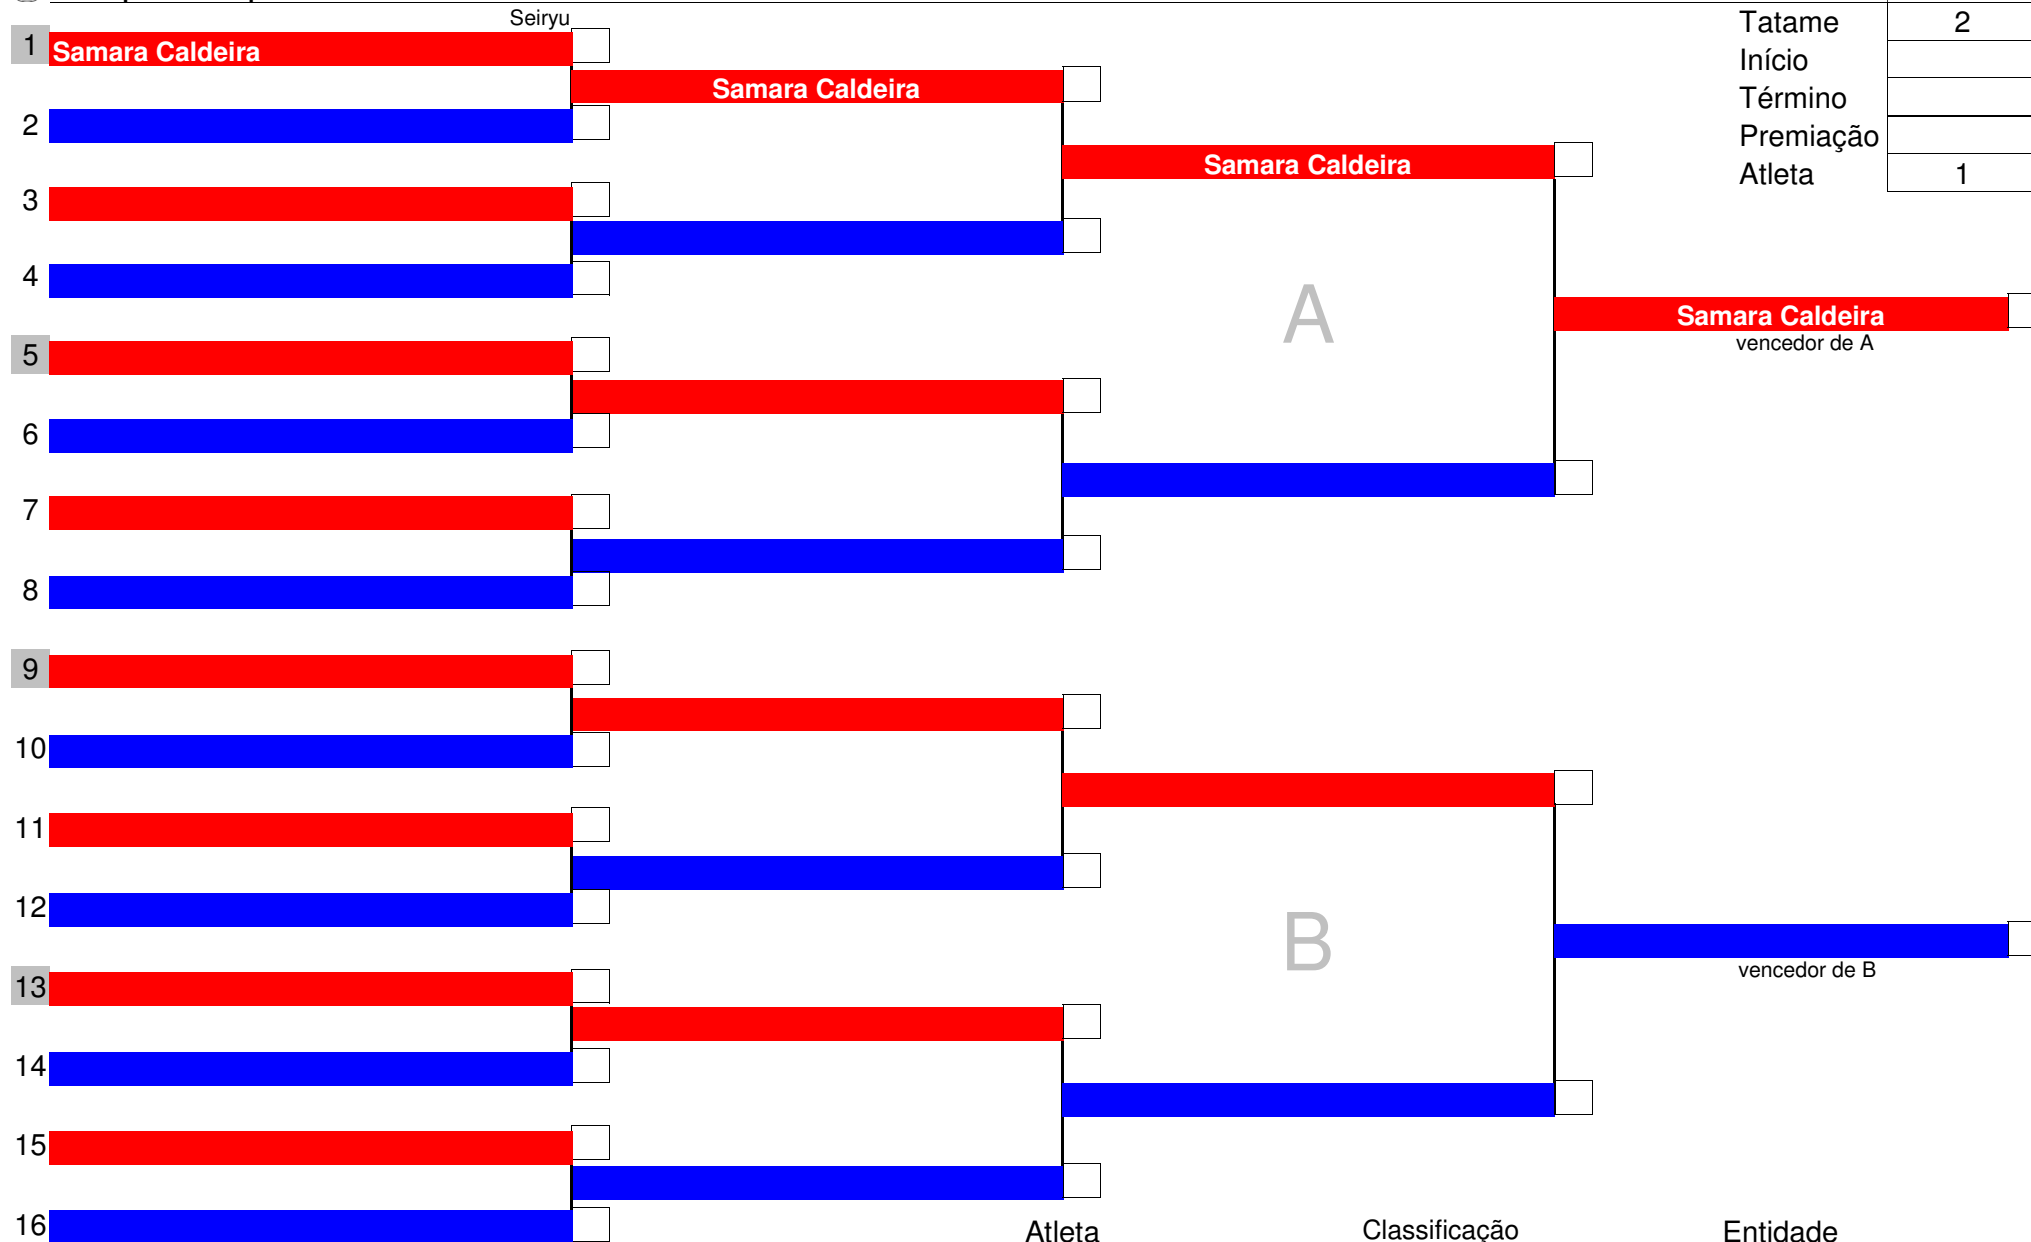 Seiryu
Tatame 2
1 Samara Caldeira
Início
Samara Caldeira
Término
2
Premiação
Samara Caldeira
Atleta 1
3
4
A
Samara Caldeira
vencedor de A
5
6
7
8
9
10
11
12
B
vencedor de B
13
14
15
16
Atleta Classificação Entidade